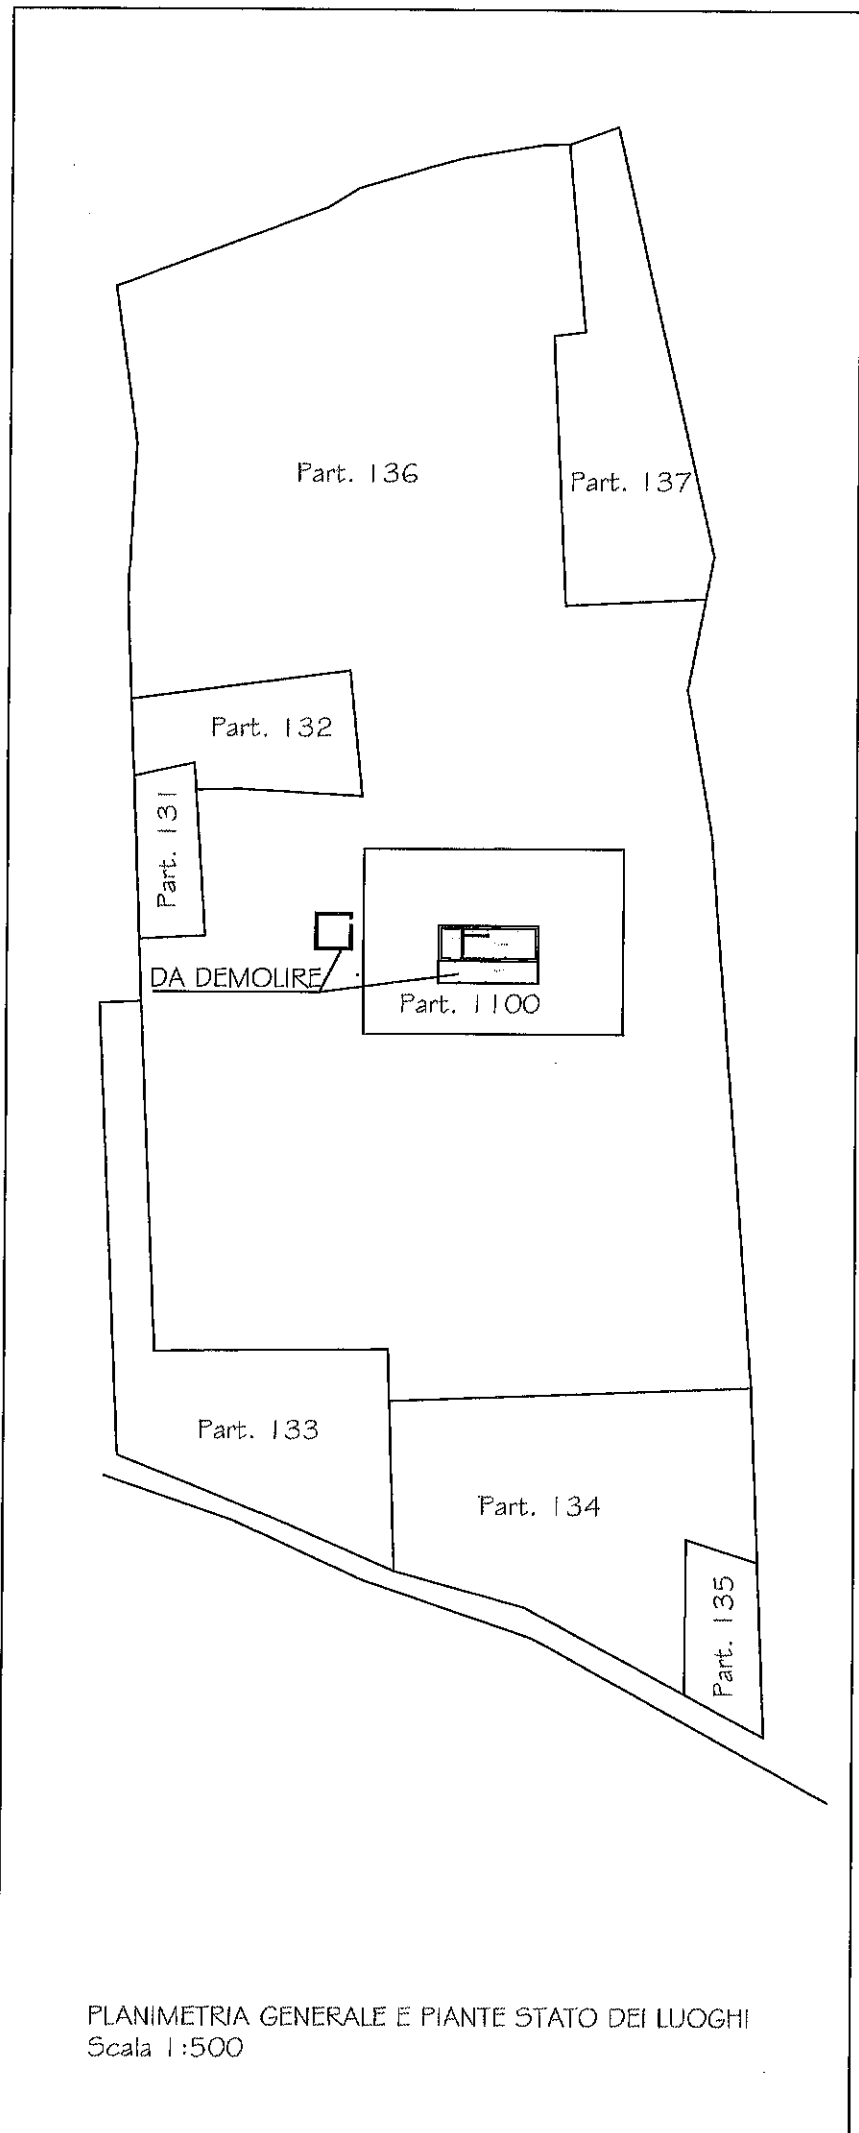 Part. 136
Part. 137
Part. 132
Part. 131
DA DEMOLIRE
Part. 1100
Part. 133
Part. 134
Part. 135
PLANIMETRIA GENERALE E PIANTE STATO DEI LUOGHI
Scala 1:500